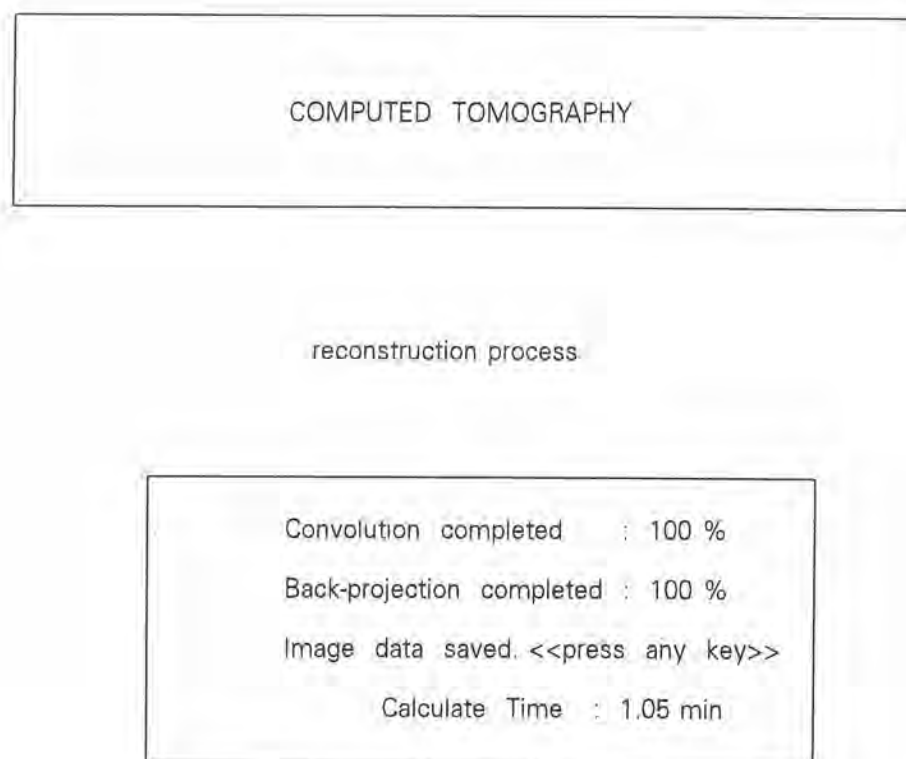 COMPUTED TOMOGRAPHY
reconstruction process
Convolution completed : 100 %
Back-projection completed : 100 %
Image data saved. <<press any key>>
Calculate Time : 1.05 min